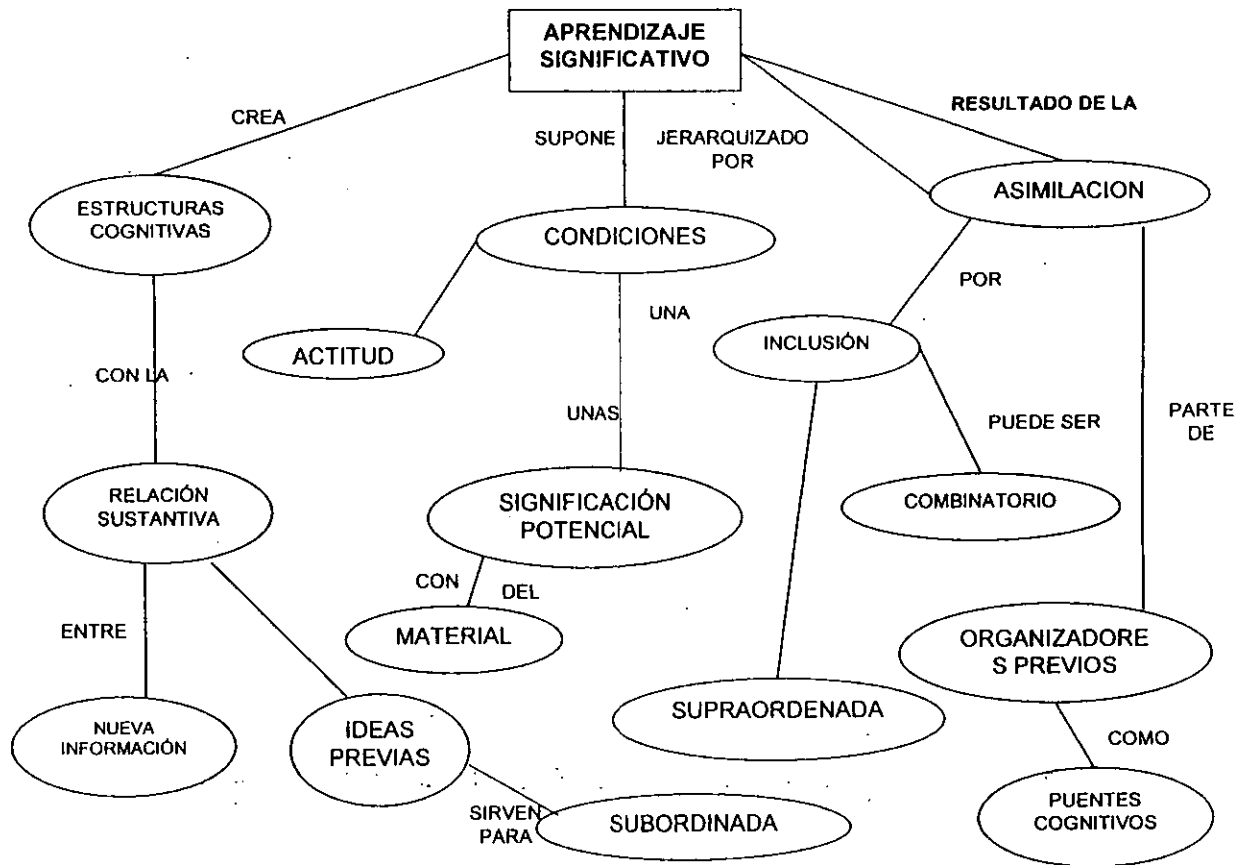 APRENDIZAJE
SIGNIFICATIVO
CREA
SUPONE
JERARQUIZADO
POR
RESULTADO DE LA
ESTRUCTURAS
COGNITIVAS
CONDICIONES
ASIMILACION
POR
UNA
ACTITUD
INCLUSIÓN
CON LA
UNAS
PUEDE SER
PARTE
DE
RELACIÓN
SUSTANTIVA
SIGNIFICACIÓN
POTENCIAL
COMBINATORIO
CON
DEL
MATERIAL
ENTRE
ORGANIZADORE
S PREVIOS
SUPRAORDENADA
NUEVA
INFORMACIÓN
IDEAS
PREVIAS
COMO
SIRVEN
PARA
SUBORDINADA
PUENTES
COGNITIVOS